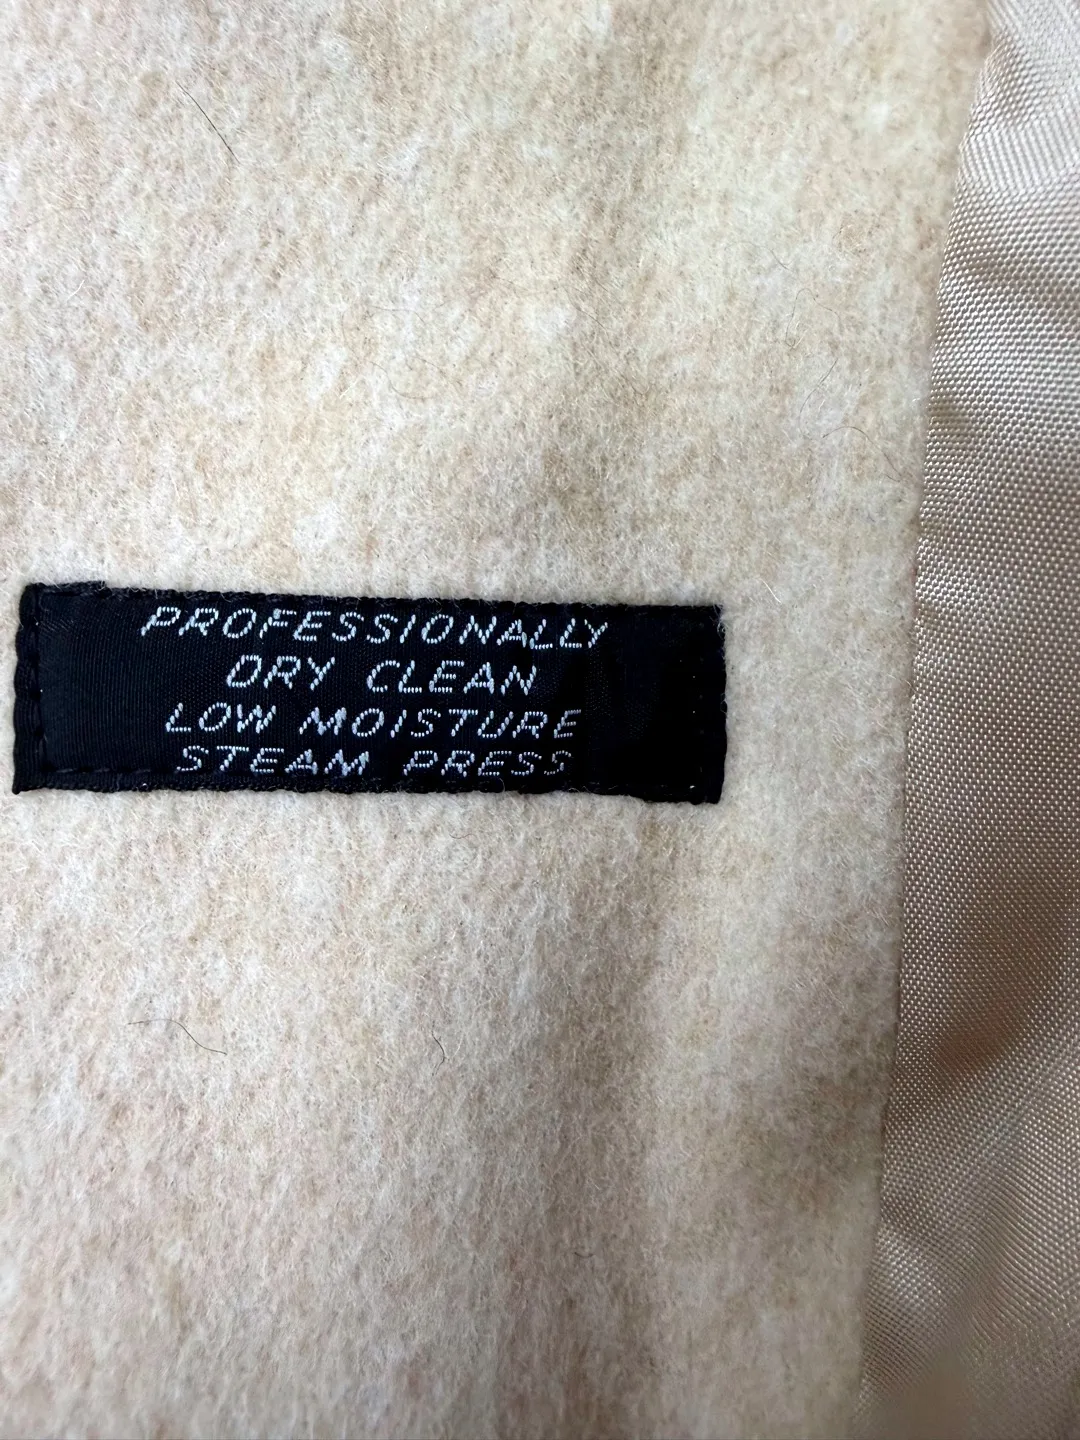 PROFESSIONALLY
DRY CLEAN
LOW MOISTURE
STEAM PRESS